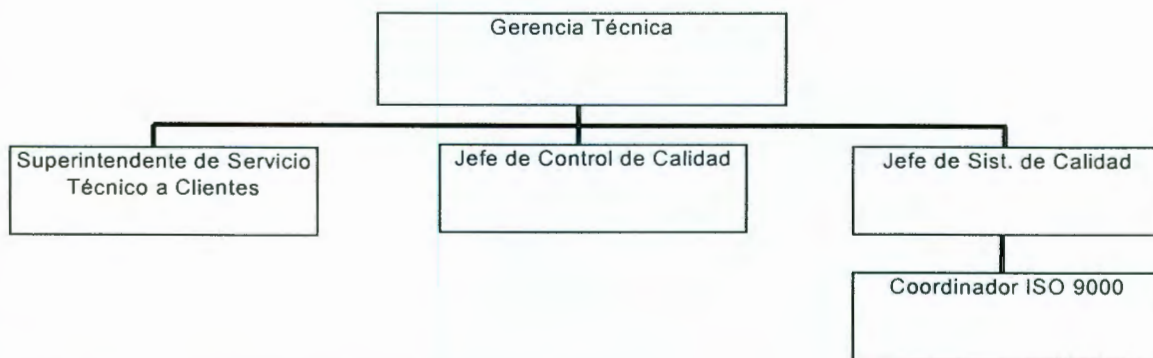 Gerencia Técnica
Superintendente de Servicio
Técnico a Clientes
Jefe de Control de Calidad
Jefe de Sist. de Calidad
Coordinador ISO 9000